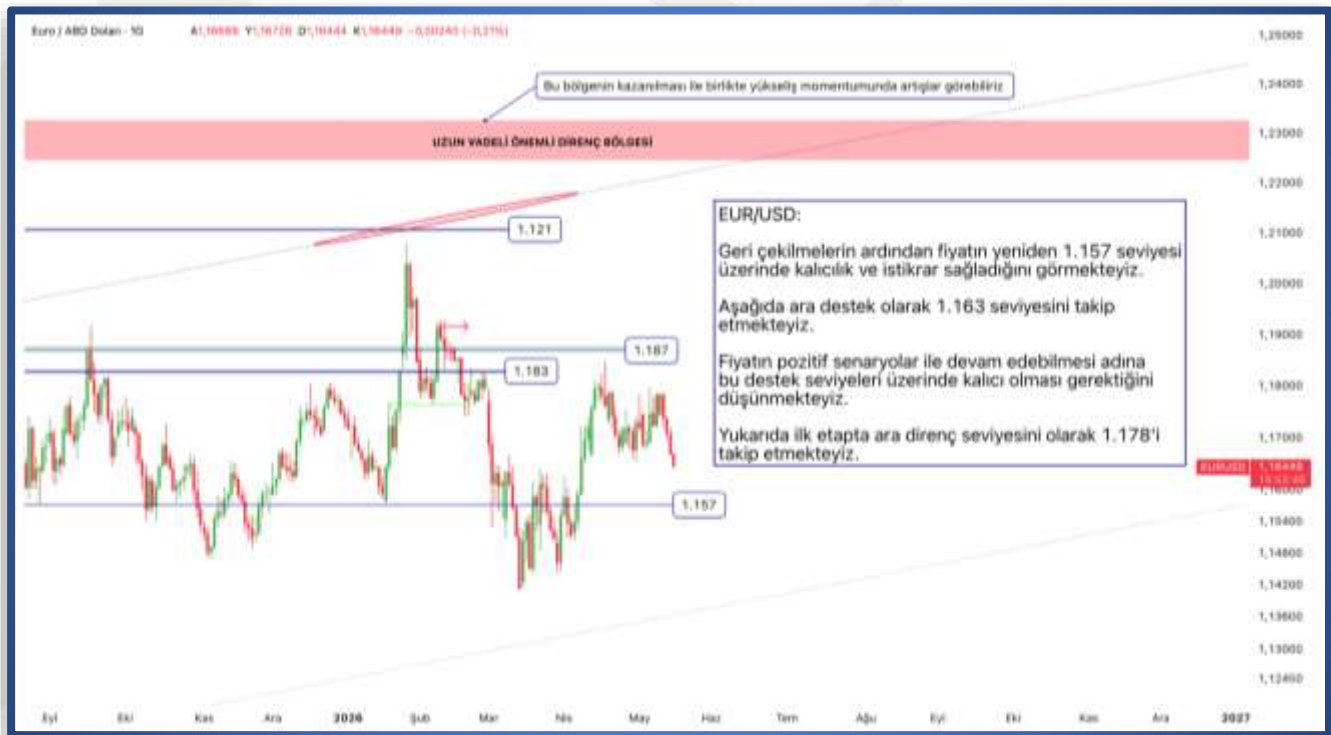 Euro / ABD Doları · 1G
Bu bölgenin kazanılması ile birlikte yükseliş momentumunda artışlar görebiliriz
UZUN VADELİ ÖNEMLİ DİRENÇ BÖLGESİ
1.121
1.187
1.183
1.157
EUR/USD:
Geri çekilmelerin ardından fiyatın yeniden 1.157 seviyesi
üzerinde kalıcılık ve istikrar sağladığını görmekteyiz.
Aşağıda ara destek olarak 1.163 seviyesini takip
etmekteyiz.
Fiyatın pozitif senaryolar ile devam edebilmesi adına
bu destek seviyeleri üzerinde kalıcı olması gerektiğini
düşünmekteyiz.
Yukarıda ilk etapta ara direnç seviyesini olarak 1.178'i
takip etmekteyiz.
1,25000
1,24000
1,23000
1,22000
1,21000
1,20000
1,19000
1,18000
1,17000
EURUSD
1,16000
1,15400
1,14800
1,14200
1,13600
1,13000
1,12450
Eyl Eki Kas Ara 2026 Şub Mar Nis May Haz Tem Ağu Eyl Eki Kas Ara 2027